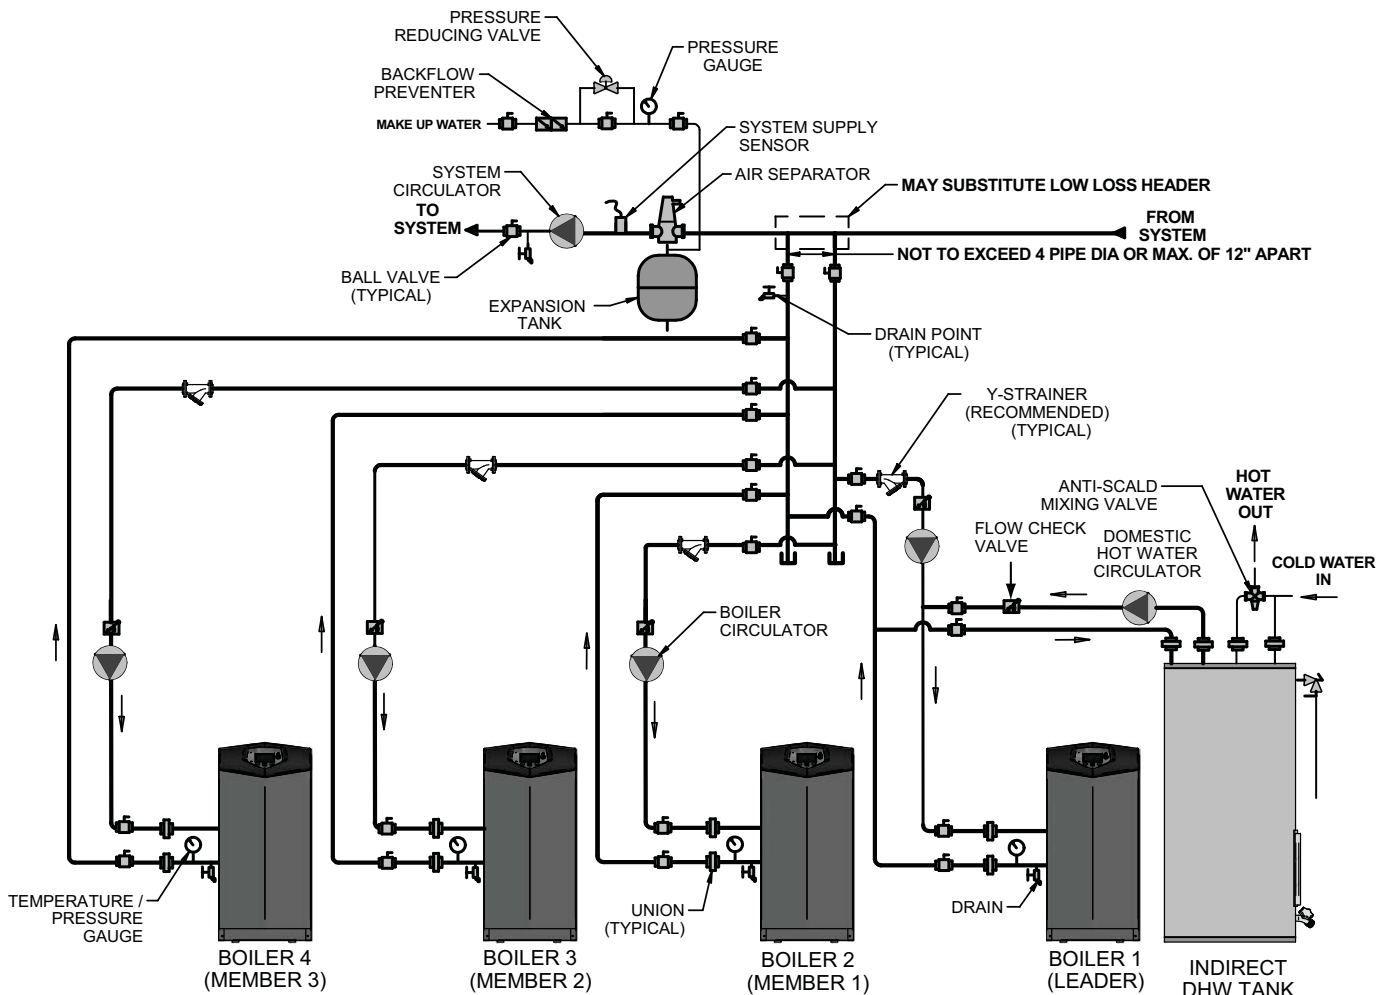 PRESSURE
REDUCING VALVE
PRESSURE
GAUGE
BACKFLOW
PREVENTER
MAKE UP WATER
SYSTEM SUPPLY
SENSOR
SYSTEM
CIRCULATOR
AIR SEPARATOR
MAY SUBSTITUTE LOW LOSS HEADER
TO
SYSTEM
FROM
SYSTEM
NOT TO EXCEED 4 PIPE DIA OR MAX. OF 12" APART
BALL VALVE
(TYPICAL)
EXPANSION
TANK
DRAIN POINT
(TYPICAL)
Y-STRAINER
(RECOMMENDED)
(TYPICAL)
ANTI-SCALD
MIXING VALVE
HOT
WATER
OUT
FLOW CHECK
VALVE
DOMESTIC
HOT WATER
CIRCULATOR
COLD WATER
IN
BOILER
CIRCULATOR
TEMPERATURE /
PRESSURE
GAUGE
UNION
(TYPICAL)
DRAIN
BOILER 4
(MEMBER 3)
BOILER 3
(MEMBER 2)
BOILER 2
(MEMBER 1)
BOILER 1
(LEADER)
INDIRECT
DHW TANK